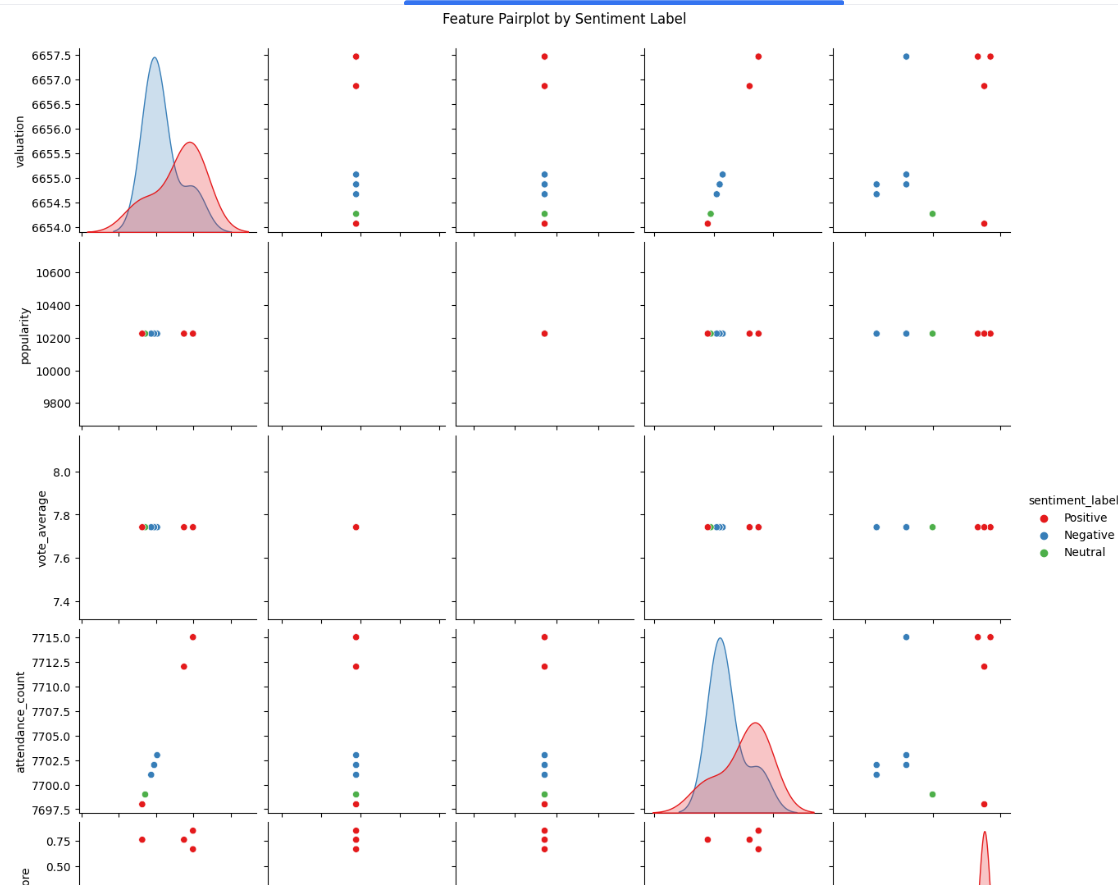 Feature Pairplot by Sentiment Label
6657.5
6657.0
6656.5
6656.0
6655.5
6655.0
6654.5
6654.0
valuation
10600
10400
10200
10000
9800
popularity
8.0
7.8
7.6
7.4
vote_average
sentiment_label
Positive
Negative
Neutral
7715.0
7712.5
7710.0
7707.5
7705.0
7702.5
7700.0
7697.5
attendance_count
0.75
0.50
ore